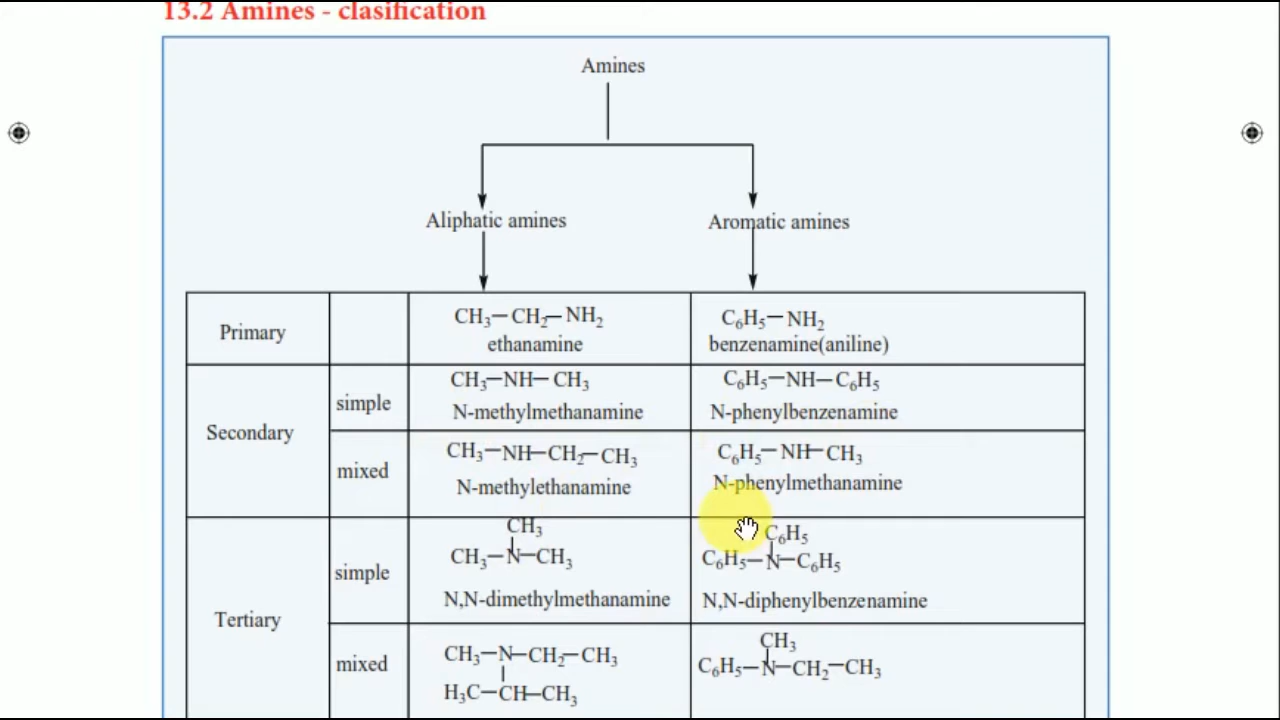 13.2 Amines - clasification
Amines
Aliphatic amines
Aromatic amines
Primary
CH₃—CH₂—NH₂
ethanamine
C₆H₅—NH₂
benzenamine(aniline)
Secondary
simple
CH₃—NH—CH₃
N-methylmethanamine
C₆H₅—NH—C₆H₅
N-phenylbenzenamine
mixed
CH₃—NH—CH₂—CH₃
N-methylethanamine
C₆H₅—NH—CH₃
N-phenylmethanamine
Tertiary
simple
CH₃
CH₃—N—CH₃
N,N-dimethylmethanamine
C₆H₅
C₆H₅—N—C₆H₅
N,N-diphenylbenzenamine
mixed
CH₃—N—CH₂—CH₃
H₃C—CH—CH₃
CH₃
C₆H₅—N—CH₂—CH₃